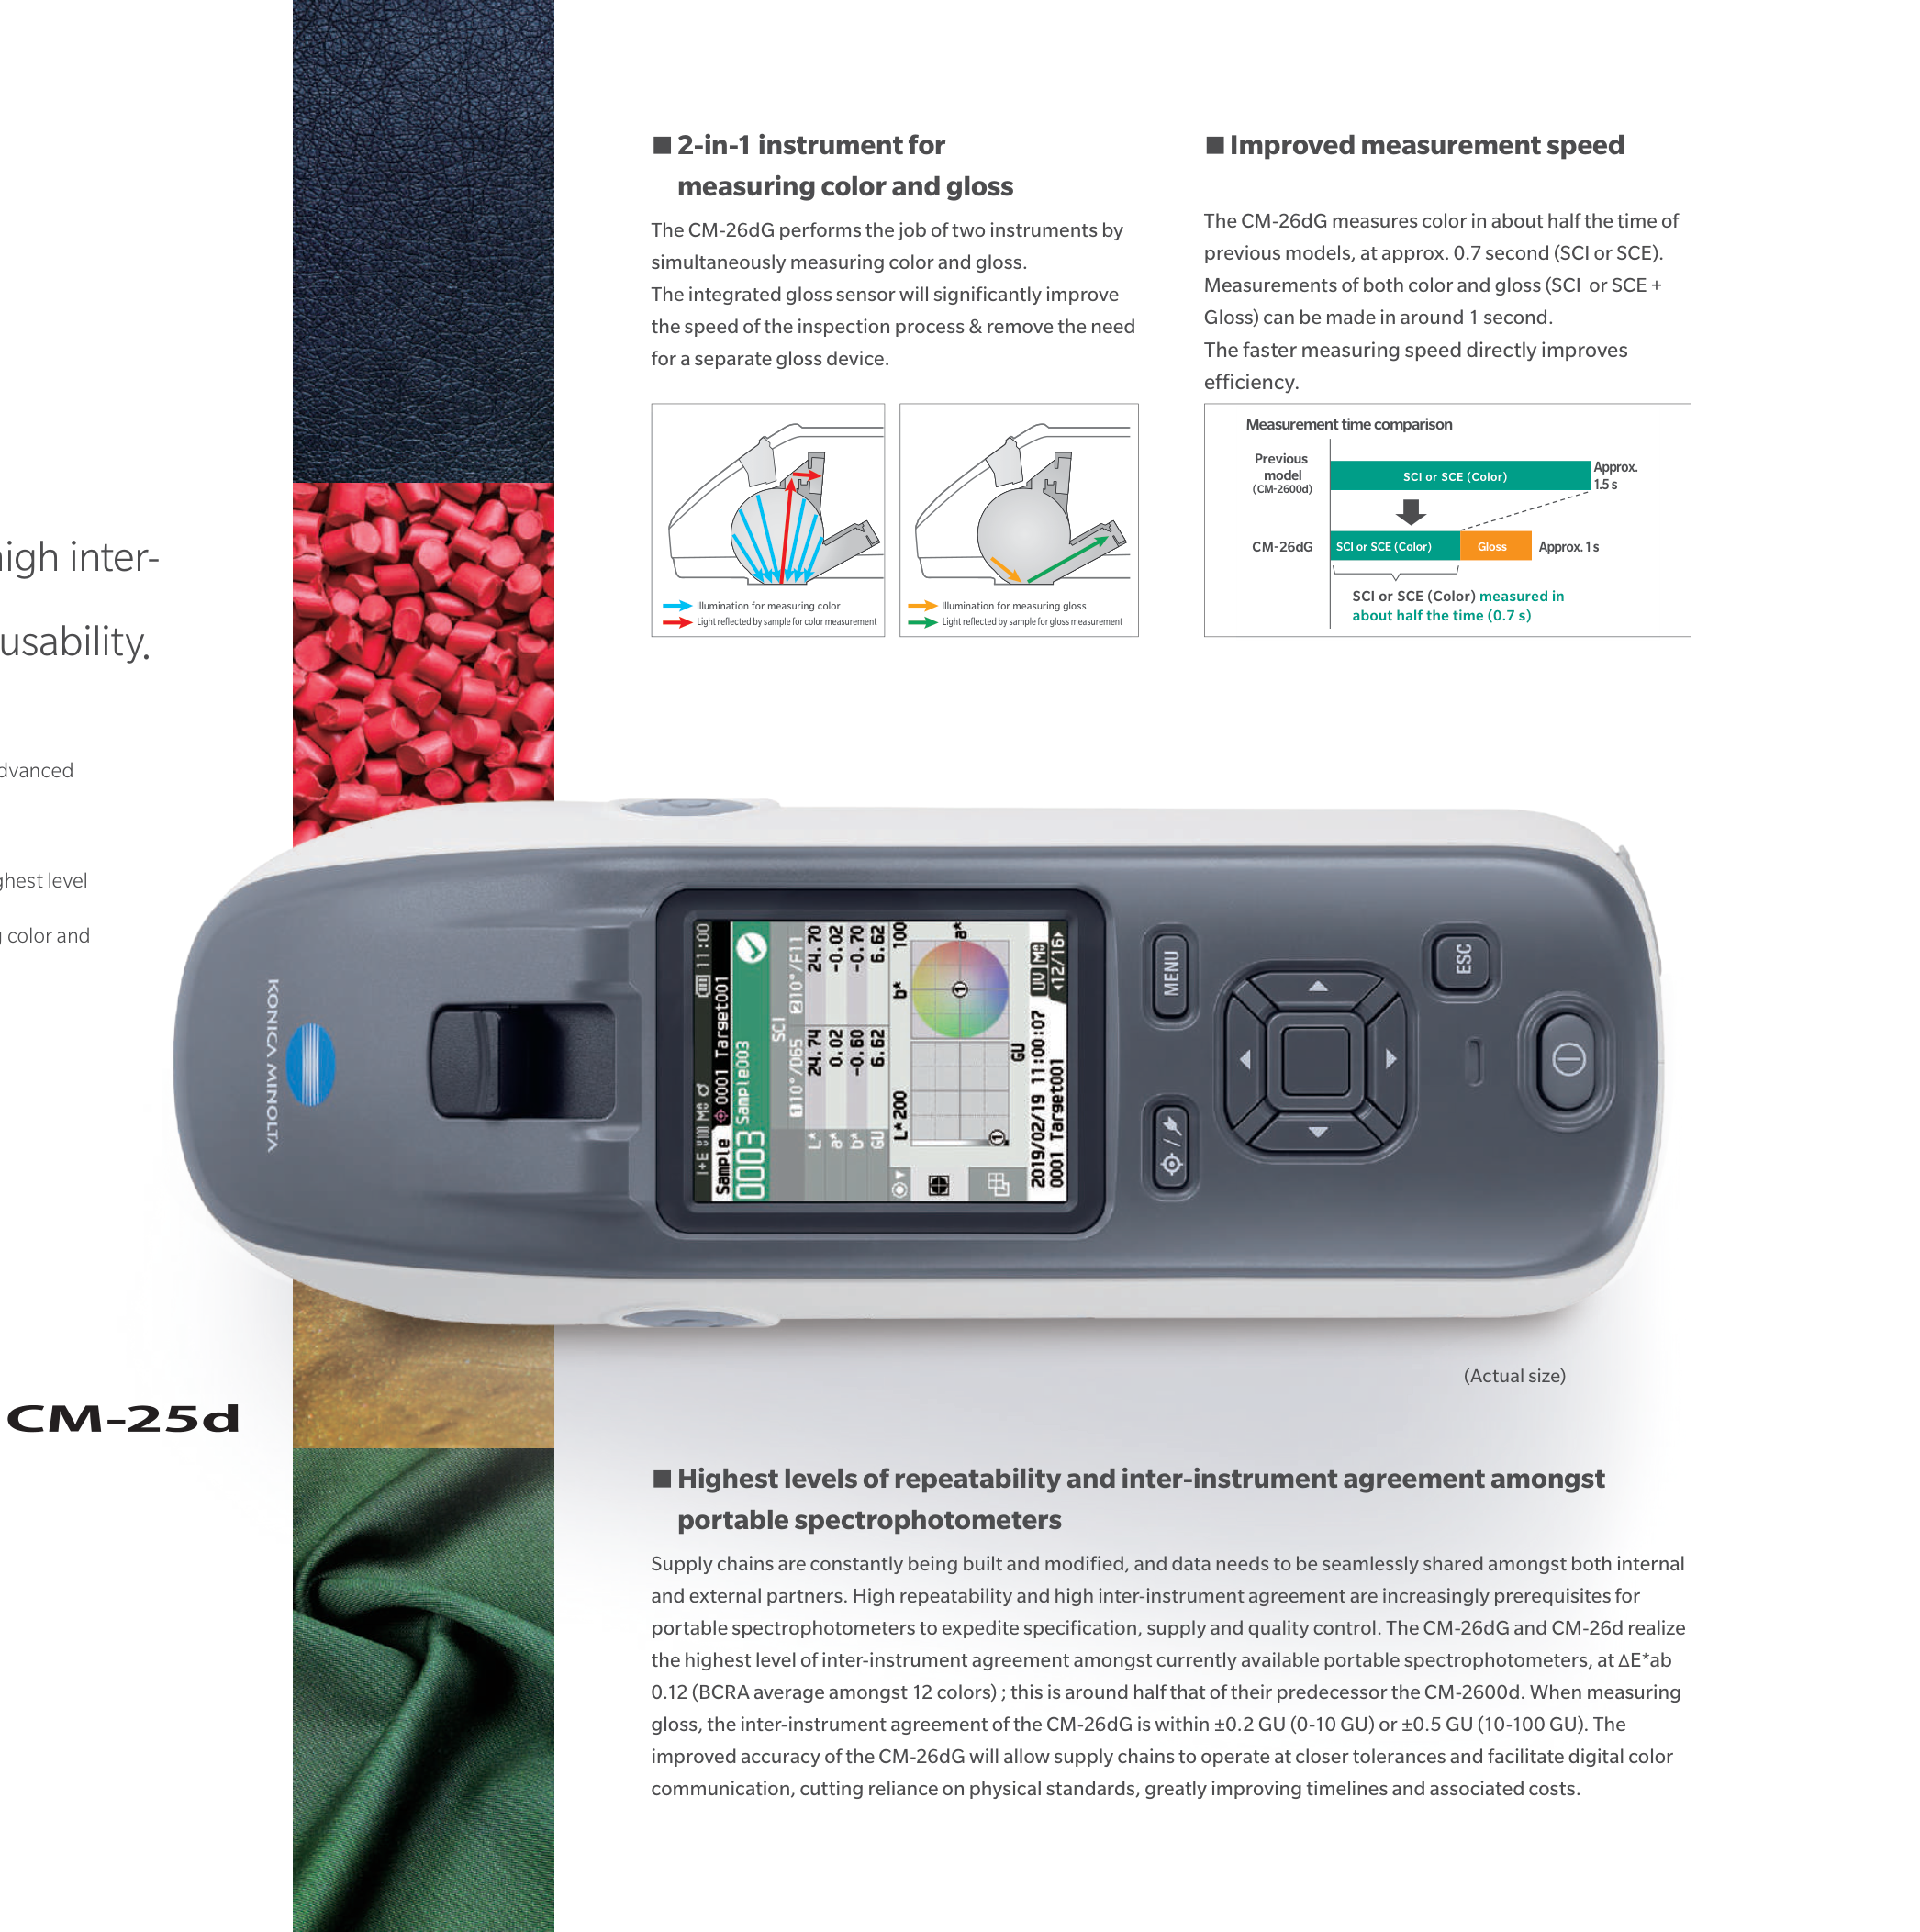 high inter-
usability.
dvanced
ghest level
color and
CM-25d
■ 2-in-1 instrument for
measuring color and gloss
The CM-26dG performs the job of two instruments by
simultaneously measuring color and gloss.
The integrated gloss sensor will significantly improve
the speed of the inspection process & remove the need
for a separate gloss device.
Illumination for measuring color
Light reflected by sample for color measurement
Illumination for measuring gloss
Light reflected by sample for gloss measurement
■ Improved measurement speed
The CM-26dG measures color in about half the time of
previous models, at approx. 0.7 second (SCI or SCE).
Measurements of both color and gloss (SCI or SCE +
Gloss) can be made in around 1 second.
The faster measuring speed directly improves
efficiency.
Measurement time comparison
Previous
model
(CM-2600d)
SCI or SCE (Color)
Approx.
1.5 s
CM-26dG
SCI or SCE (Color)
Gloss
Approx. 1 s
SCI or SCE (Color) measured in
about half the time (0.7 s)
KONICA MINOLTA
11:00
Sample 0001 Target001
0003 Sample003
SCI
1 10°/D65 2 10°/F11
L* 24.74 24.70
a* 0.02 -0.02
b* -0.60 -0.70
GU 6.62 6.62
L* 200 b* 100
a*
1
1
GU
2019/02/19 11:00:07 UV
0001 Target001 12/16
MENU
ESC
(Actual size)
■ Highest levels of repeatability and inter-instrument agreement amongst
portable spectrophotometers
Supply chains are constantly being built and modified, and data needs to be seamlessly shared amongst both internal
and external partners. High repeatability and high inter-instrument agreement are increasingly prerequisites for
portable spectrophotometers to expedite specification, supply and quality control. The CM-26dG and CM-26d realize
the highest level of inter-instrument agreement amongst currently available portable spectrophotometers, at ΔE*ab
0.12 (BCRA average amongst 12 colors) ; this is around half that of their predecessor the CM-2600d. When measuring
gloss, the inter-instrument agreement of the CM-26dG is within ±0.2 GU (0-10 GU) or ±0.5 GU (10-100 GU). The
improved accuracy of the CM-26dG will allow supply chains to operate at closer tolerances and facilitate digital color
communication, cutting reliance on physical standards, greatly improving timelines and associated costs.